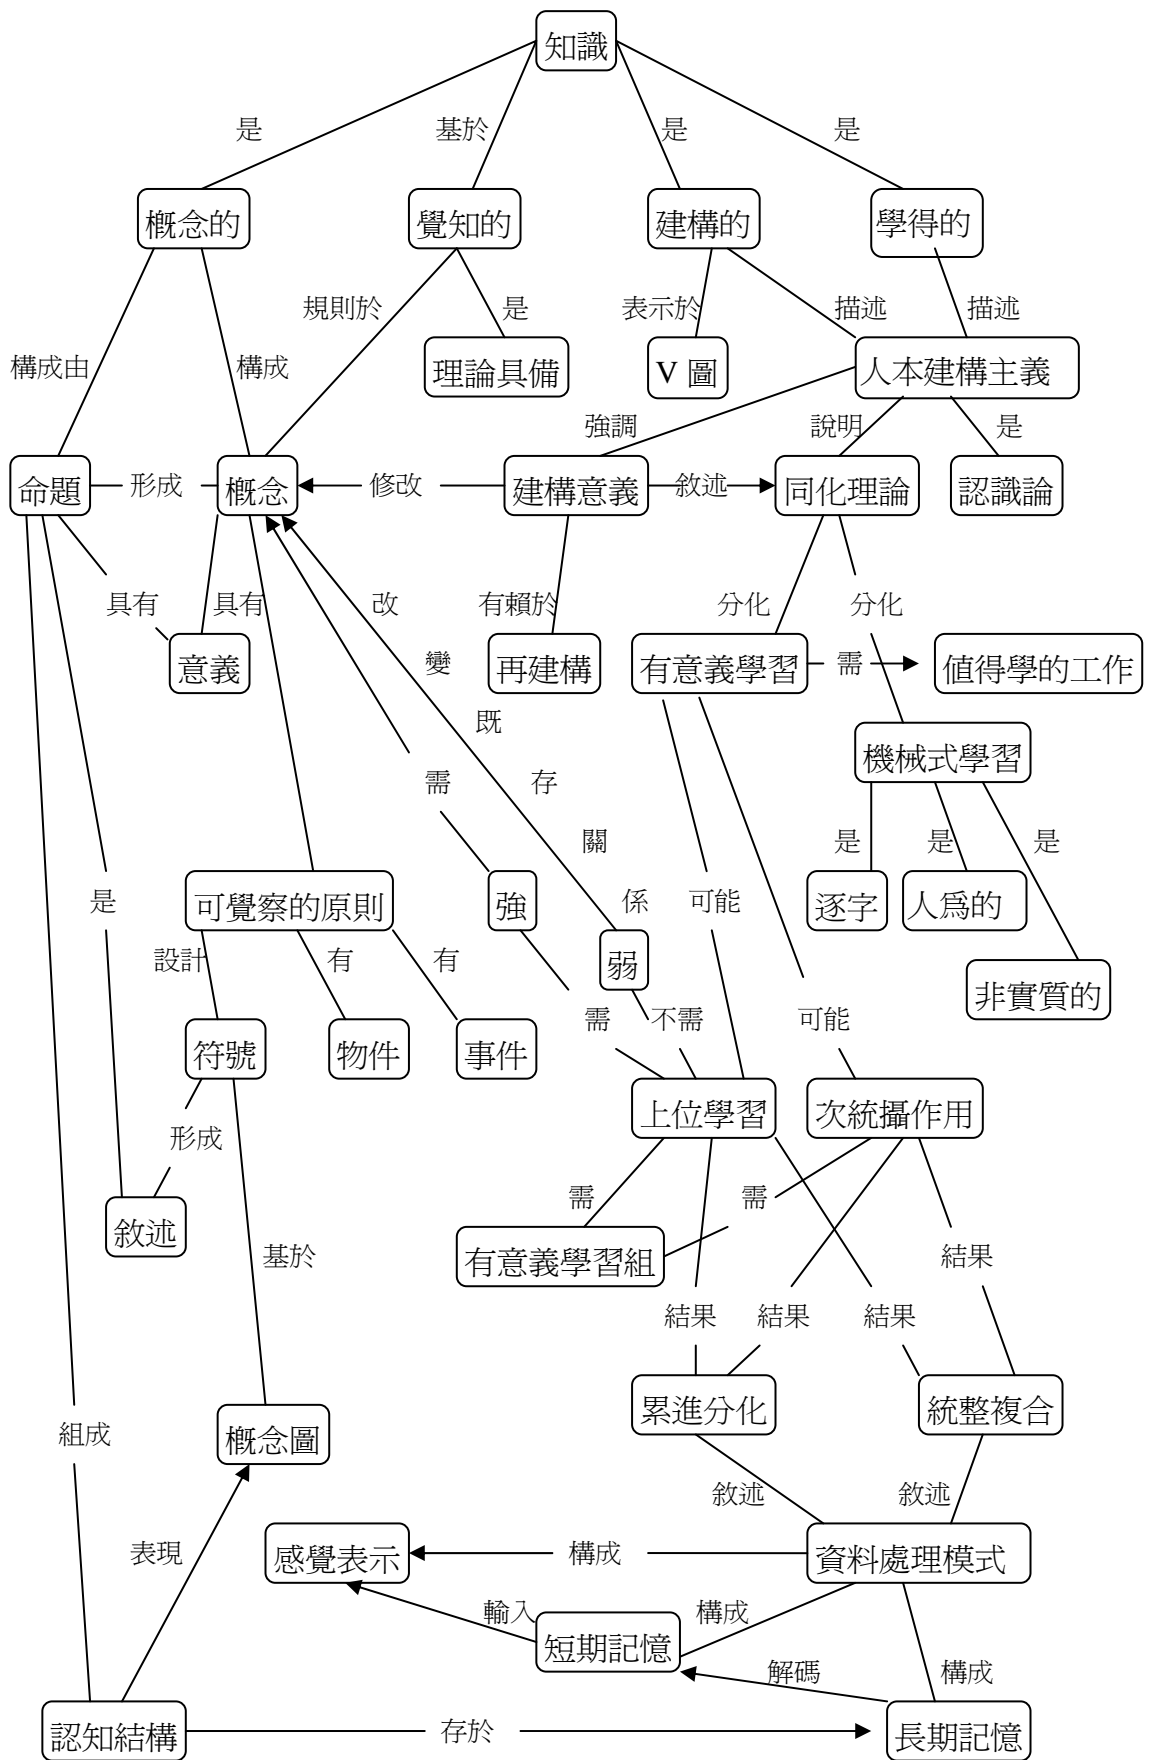 知識
是
基於
是
是
概念的
覺知的
建構的
學得的
規則於
是
表示於
描述
描述
構成由
構成
理論具備
V 圖
人本建構主義
強調
說明
是
命題
形成
概念
修改
建構意義
敘述
同化理論
認識論
具有
具有
改
有賴於
分化
分化
意義
變
再建構
有意義學習
需
值得學的工作
既
機械式學習
需
存
關
是
是
是
是
可覺察的原則
強
係
可能
逐字
人為的
設計
有
有
弱
非實質的
符號
物件
事件
需
不需
可能
形成
上位學習
次統攝作用
敘述
需
需
基於
有意義學習組
結果
結果
結果
結果
組成
概念圖
累進分化
統整複合
敘述
敘述
表現
感覺表示
構成
資料處理模式
輸入
短期記憶
構成
解碼
構成
認知結構
存於
長期記憶